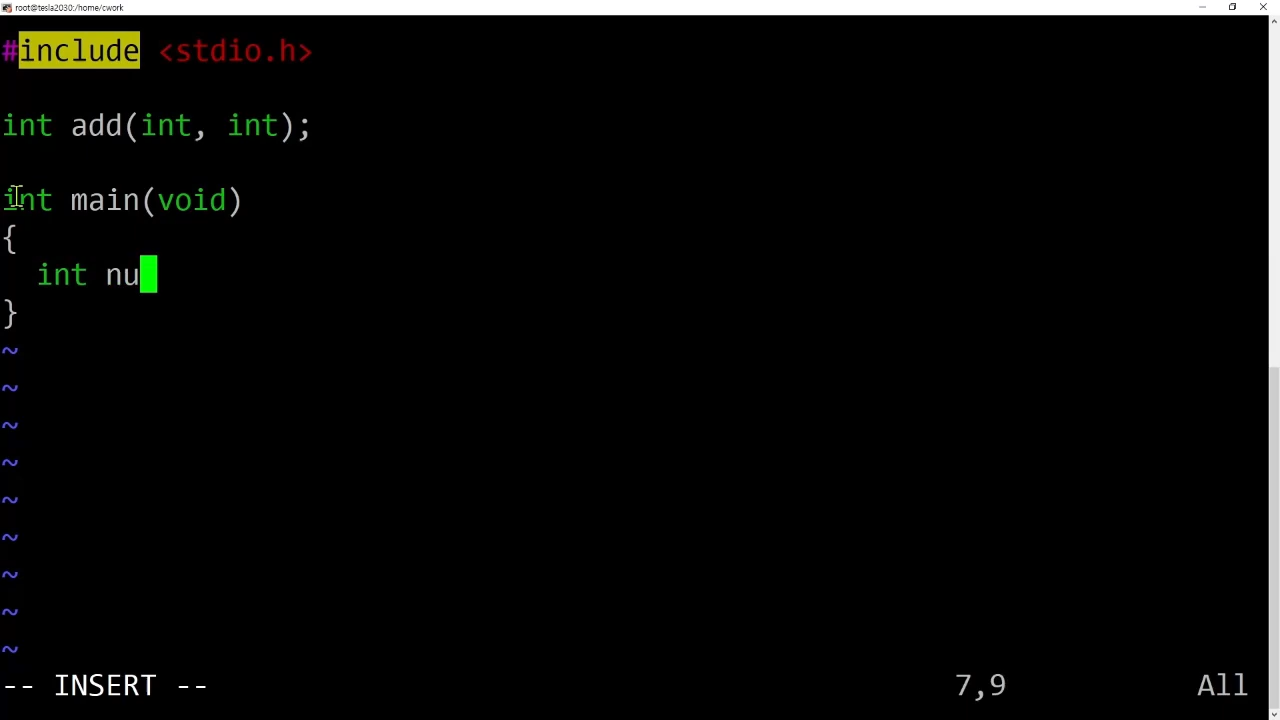 root@tesla2030:/home/cwork
#include <stdio.h>
int add(int, int);
int main(void)
{
int nu
}
~
~
~
~
~
~
~
~
~
-- INSERT -- 7,9 All